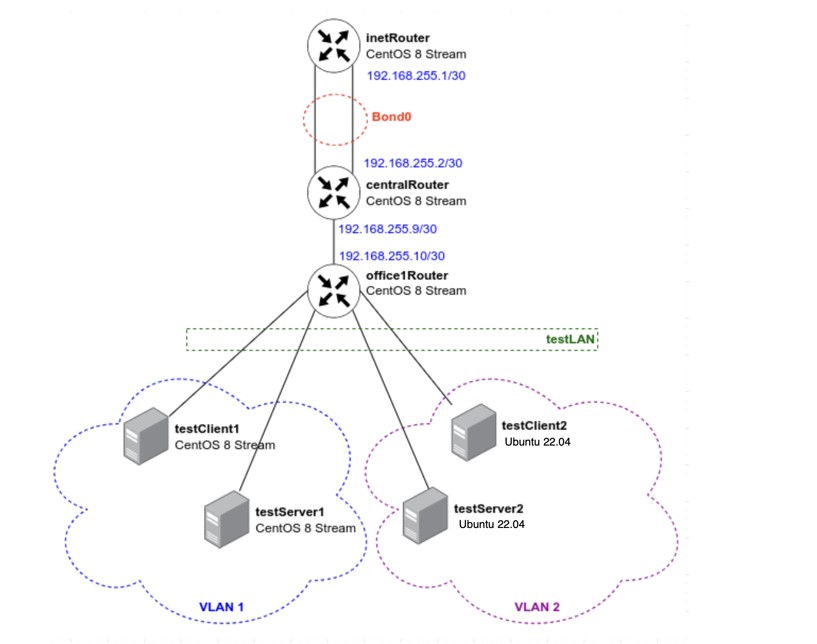 inetRouter
CentOS 8 Stream
192.168.255.1/30
Bond0
192.168.255.2/30
centralRouter
CentOS 8 Stream
192.168.255.9/30
192.168.255.10/30
office1Router
CentOS 8 Stream
testLAN
testClient1
CentOS 8 Stream
testClient2
Ubuntu 22.04
testServer1
CentOS 8 Stream
testServer2
Ubuntu 22.04
VLAN 1
VLAN 2